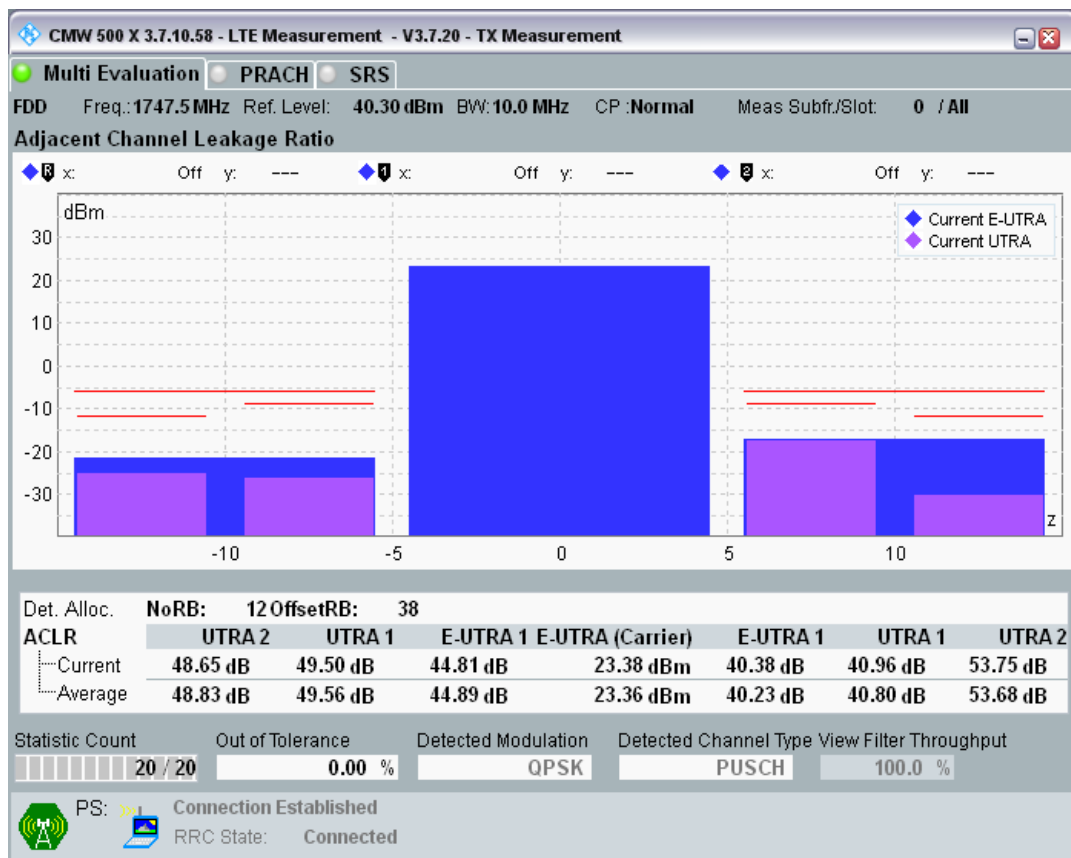 CMW 500 X 3.7.10.58 - LTE Measurement - V3.7.20 - TX Measurement
Multi Evaluation PRACH SRS
FDD Freq.: 1747.5 MHz Ref. Level: 40.30 dBm BW: 10.0 MHz CP :Normal Meas Subfr./Slot: 0 / All
Adjacent Channel Leakage Ratio
R x: Off y: --- 1 x: Off y: --- 2 x: Off y: ---
dBm
Current E-UTRA
Current UTRA
30
20
10
0
-10
-20
-30
z
-10 -5 0 5 10
Det. Alloc. NoRB: 12 OffsetRB: 38
ACLR UTRA 2 UTRA 1 E-UTRA 1 E-UTRA (Carrier) E-UTRA 1 UTRA 1 UTRA 2
Current 48.65 dB 49.50 dB 44.81 dB 23.38 dBm 40.38 dB 40.96 dB 53.75 dB
Average 48.83 dB 49.56 dB 44.89 dB 23.36 dBm 40.23 dB 40.80 dB 53.68 dB
Statistic Count Out of Tolerance Detected Modulation Detected Channel Type View Filter Throughput
20 / 20 0.00 % QPSK PUSCH 100.0 %
PS: Connection Established
RRC State: Connected